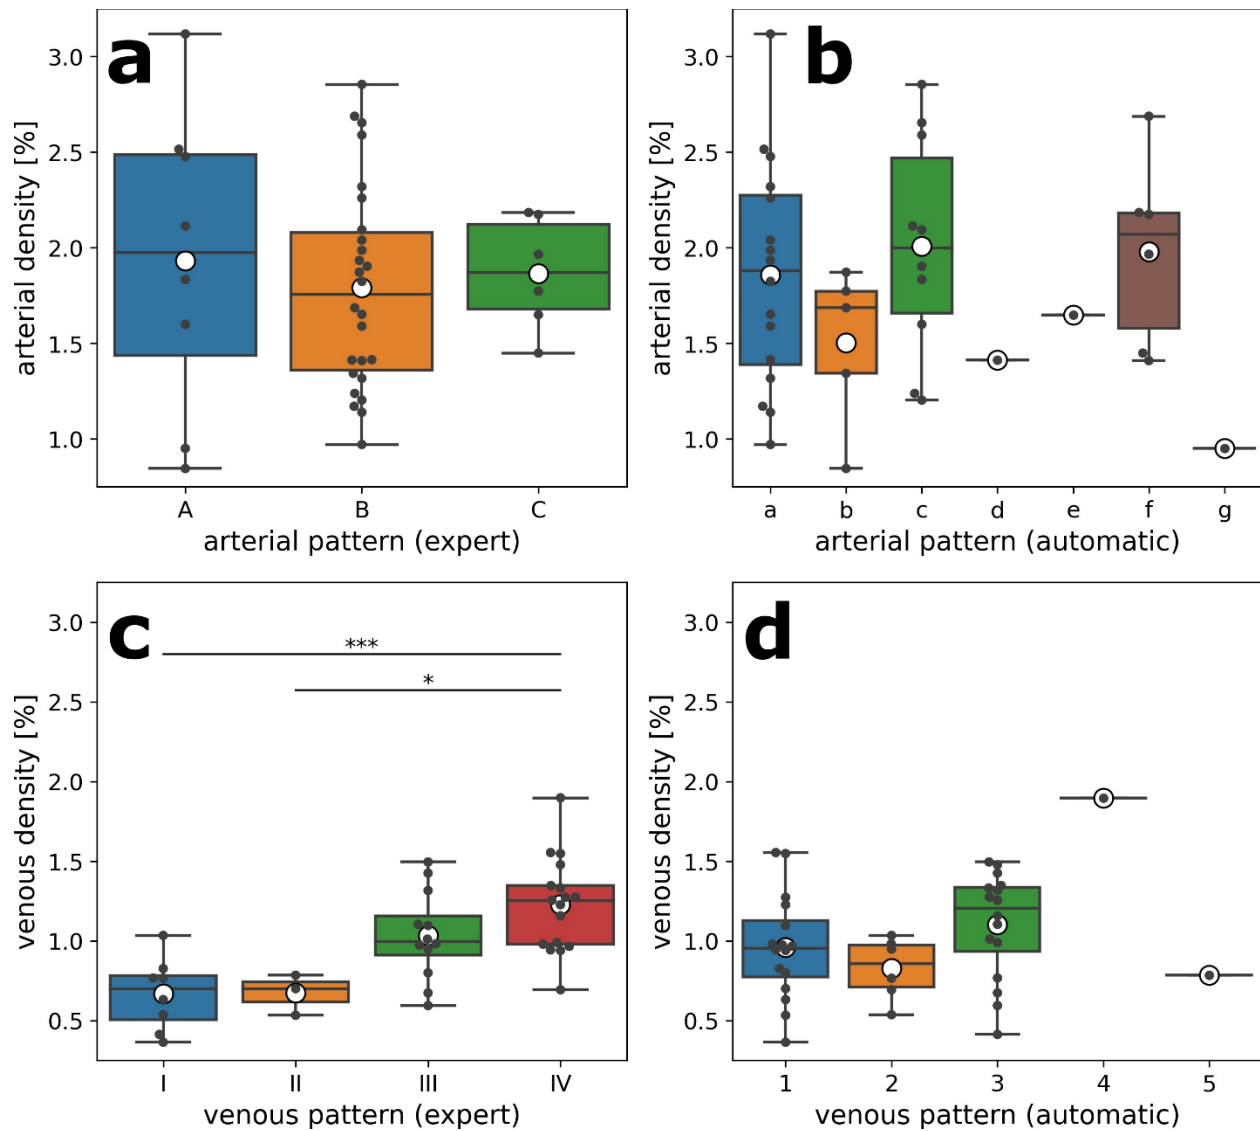 a
3.0
2.5
2.0
1.5
1.0
arterial density [%]
A B C
arterial pattern (expert)
b
3.0
2.5
2.0
1.5
1.0
arterial density [%]
a b c d e f g
arterial pattern (automatic)
c
3.0
2.5
2.0
1.5
1.0
0.5
venous density [%]
***
*
I II III IV
venous pattern (expert)
d
3.0
2.5
2.0
1.5
1.0
0.5
venous density [%]
1 2 3 4 5
venous pattern (automatic)